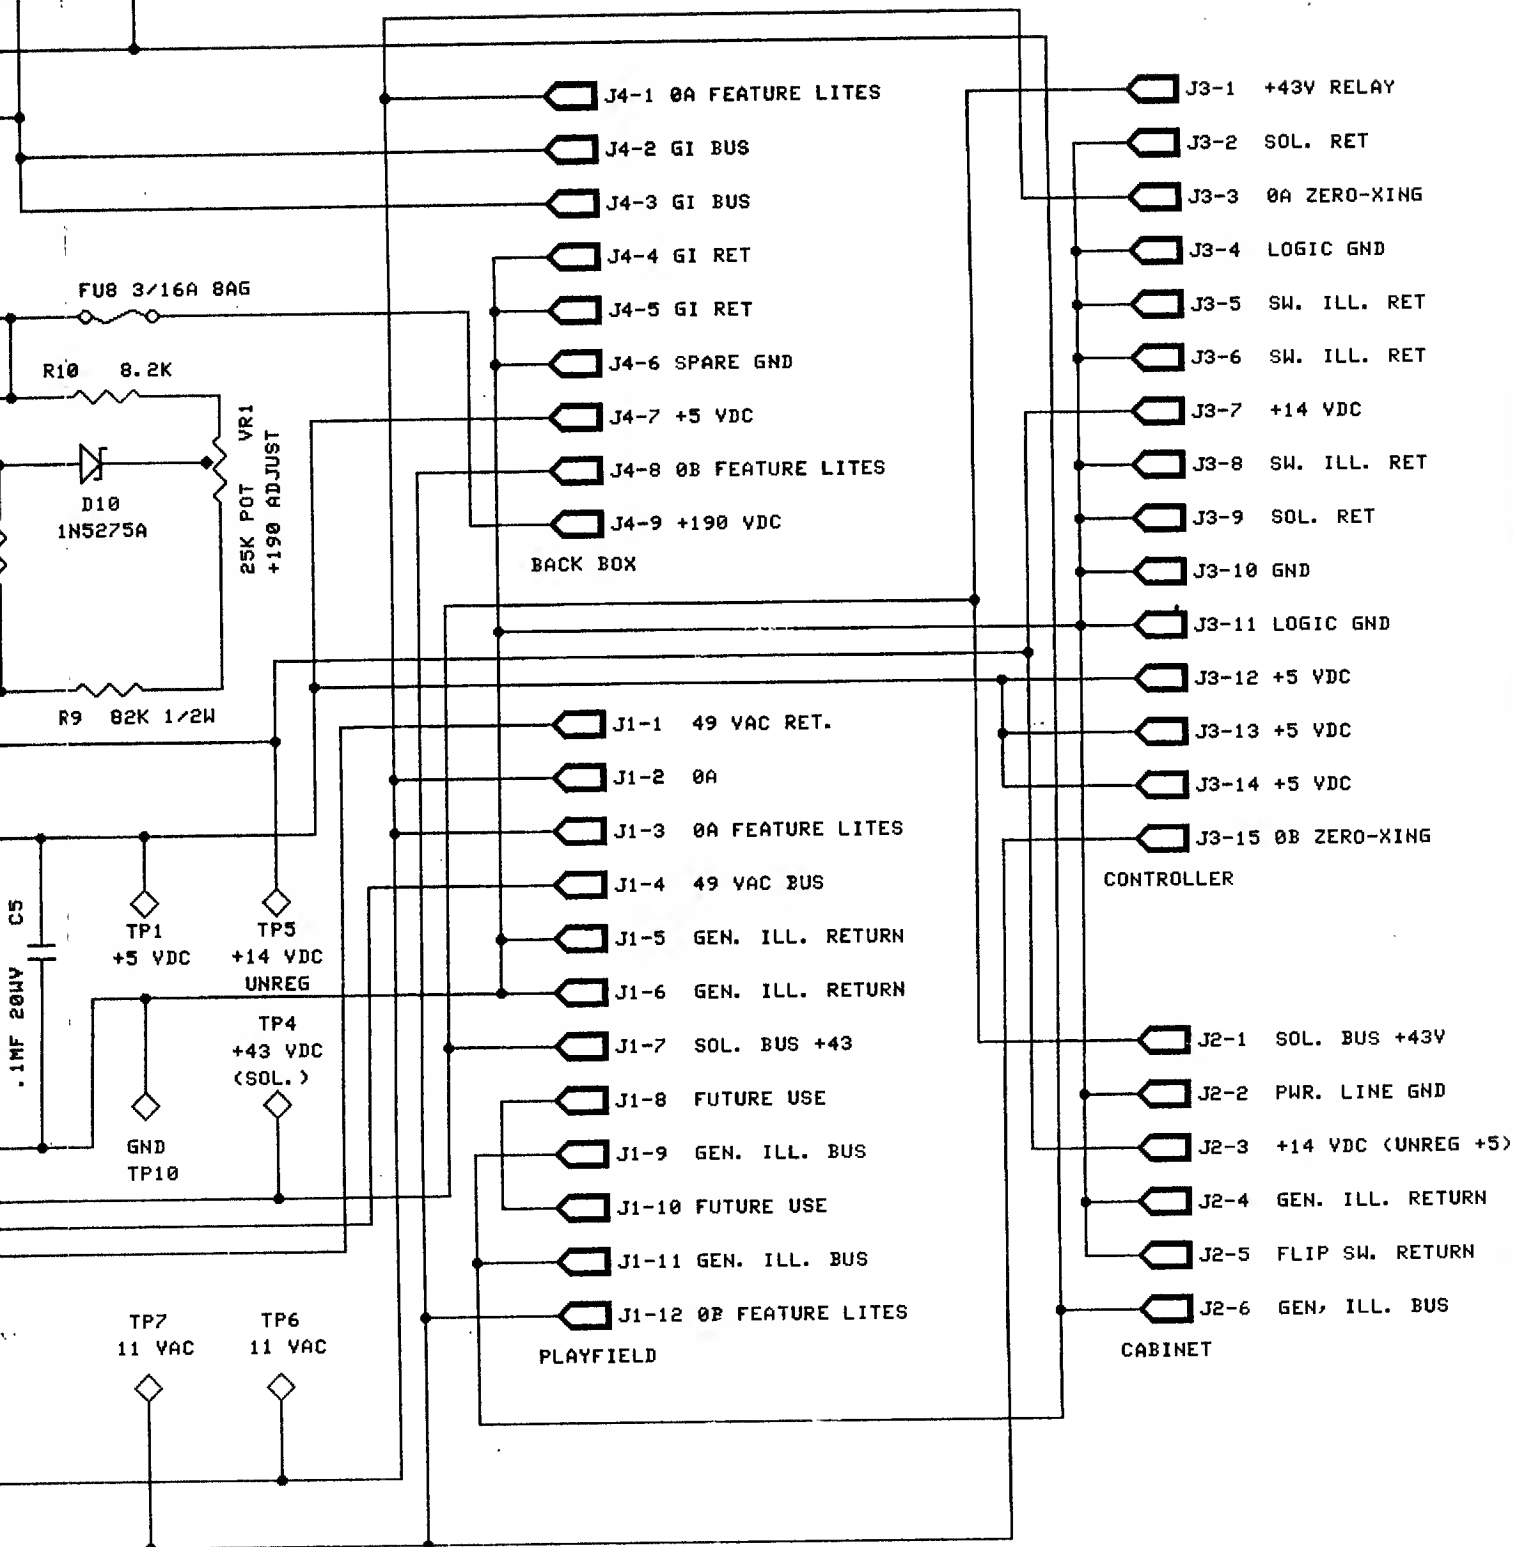 J4-1 0A FEATURE LITES
J4-2 GI BUS
J4-3 GI BUS
J4-4 GI RET
J4-5 GI RET
J4-6 SPARE GND
J4-7 +5 VDC
J4-8 0B FEATURE LITES
J4-9 +190 VDC
BACK BOX
FU8 3/16A 8AG
R10 8.2K
25K POT VR1
+190 ADJUST
D10
1N5275A
R9 82K 1/2W
J1-1 49 VAC RET.
J1-2 0A
J1-3 0A FEATURE LITES
J1-4 49 VAC BUS
J1-5 GEN. ILL. RETURN
J1-6 GEN. ILL. RETURN
J1-7 SOL. BUS +43
J1-8 FUTURE USE
J1-9 GEN. ILL. BUS
J1-10 FUTURE USE
J1-11 GEN. ILL. BUS
J1-12 0B FEATURE LITES
PLAYFIELD
.1MF 20WV C5
TP1
+5 VDC
TP5
+14 VDC
UNREG
TP4
+43 VDC
(SOL.)
GND
TP10
TP7
11 VAC
TP6
11 VAC
J3-1 +43V RELAY
J3-2 SOL. RET
J3-3 0A ZERO-XING
J3-4 LOGIC GND
J3-5 SW. ILL. RET
J3-6 SW. ILL. RET
J3-7 +14 VDC
J3-8 SW. ILL. RET
J3-9 SOL. RET
J3-10 GND
J3-11 LOGIC GND
J3-12 +5 VDC
J3-13 +5 VDC
J3-14 +5 VDC
J3-15 0B ZERO-XING
CONTROLLER
J2-1 SOL. BUS +43V
J2-2 PWR. LINE GND
J2-3 +14 VDC (UNREG +5)
J2-4 GEN. ILL. RETURN
J2-5 FLIP SW. RETURN
J2-6 GEN, ILL. BUS
CABINET